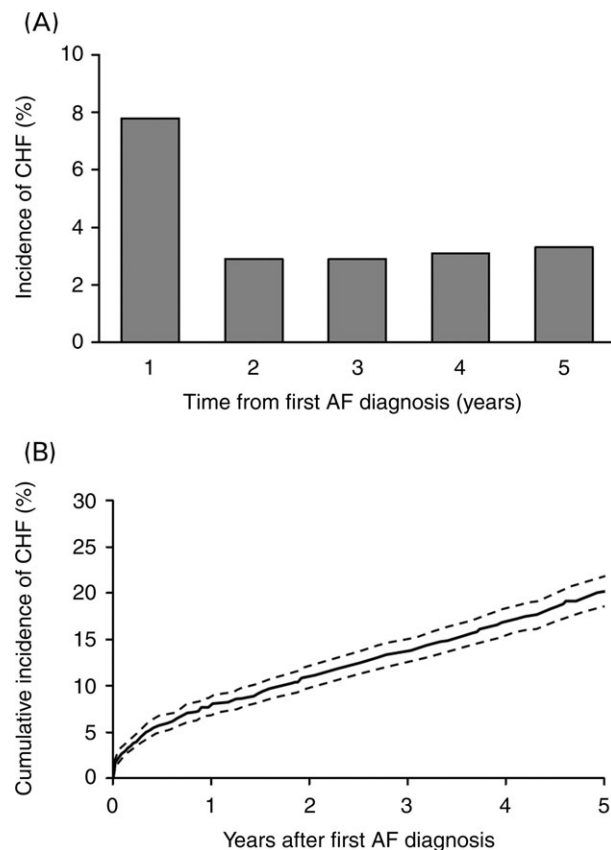 (A)
Incidence of CHF (%)
10
8
6
4
2
0
1 2 3 4 5
Time from first AF diagnosis (years)
(B)
Cumulative incidence of CHF (%)
30
25
20
15
10
5
0
0 1 2 3 4 5
Years after first AF diagnosis